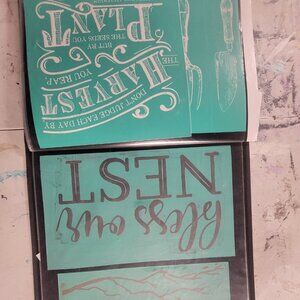 DON'T JUDGE EACH DAY BY
THE
HARVEST
YOU REAP,
BUT BY
THE SEEDS YOU
PLANT
bless our
NEST